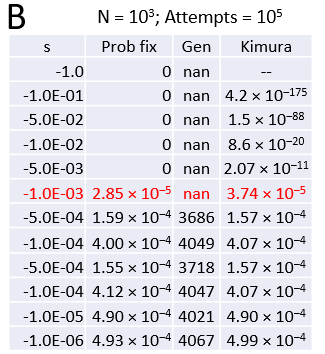 B N = 10³; Attempts = 10⁵
s Prob fix Gen Kimura
-1.0 0 nan --
-1.0E-01 0 nan 4.2 × 10⁻¹⁷⁵
-5.0E-02 0 nan 1.5 × 10⁻⁸⁸
-1.0E-02 0 nan 8.6 × 10⁻²⁰
-5.0E-03 0 nan 2.07 × 10⁻¹¹
-1.0E-03 2.85 × 10⁻⁵ nan 3.74 × 10⁻⁵
-5.0E-04 1.59 × 10⁻⁴ 3686 1.57 × 10⁻⁴
-1.0E-04 4.00 × 10⁻⁴ 4049 4.07 × 10⁻⁴
-5.0E-04 1.55 × 10⁻⁴ 3718 1.57 × 10⁻⁴
-1.0E-04 4.12 × 10⁻⁴ 4047 4.07 × 10⁻⁴
-1.0E-05 4.90 × 10⁻⁴ 4021 4.90 × 10⁻⁴
-1.0E-06 4.93 × 10⁻⁴ 4067 4.99 × 10⁻⁴